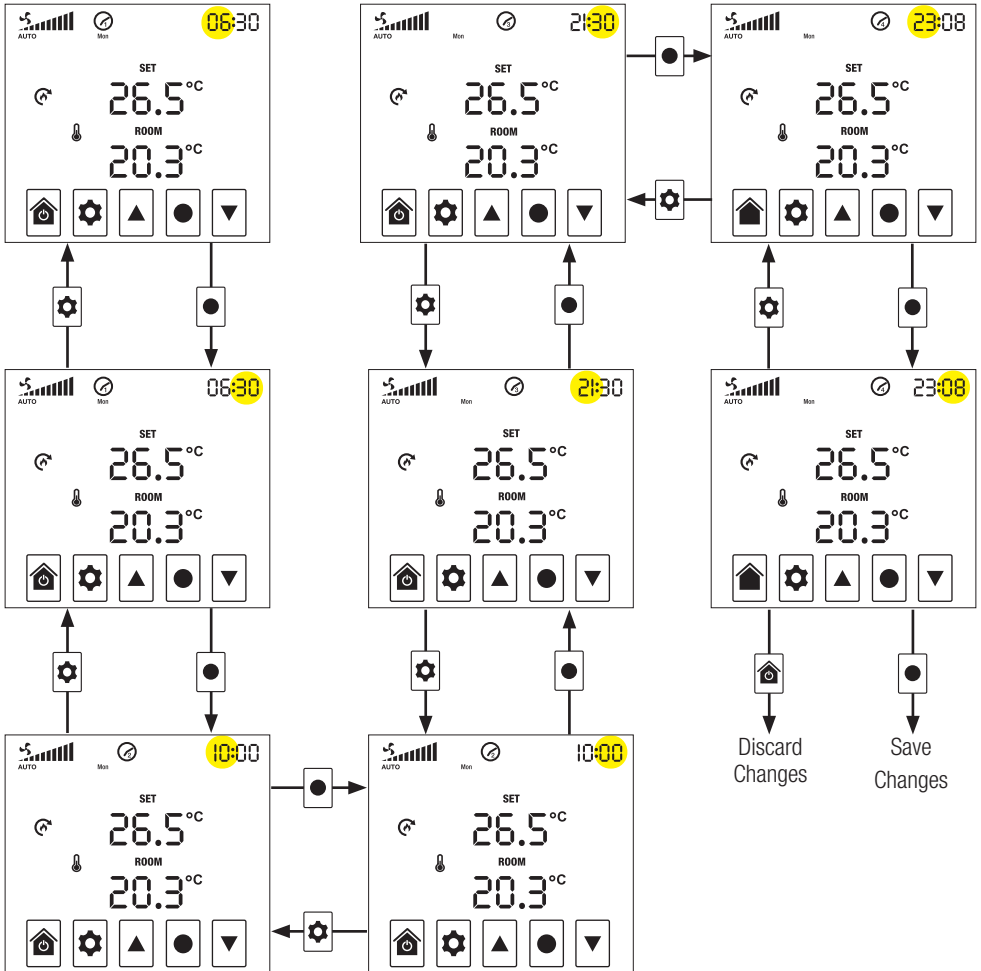 06:30
AUTO Mon
SET
26.5°C
ROOM
20.3°C
21:30
AUTO Mon
SET
26.5°C
ROOM
20.3°C
23:08
AUTO Mon
SET
26.5°C
ROOM
20.3°C
06:30
AUTO Mon
SET
26.5°C
ROOM
20.3°C
21:30
AUTO Mon
SET
26.5°C
ROOM
20.3°C
23:08
AUTO Mon
SET
26.5°C
ROOM
20.3°C
10:00
AUTO Mon
SET
26.5°C
ROOM
20.3°C
10:00
AUTO Mon
SET
26.5°C
ROOM
20.3°C
Discard
Changes
Save
Changes